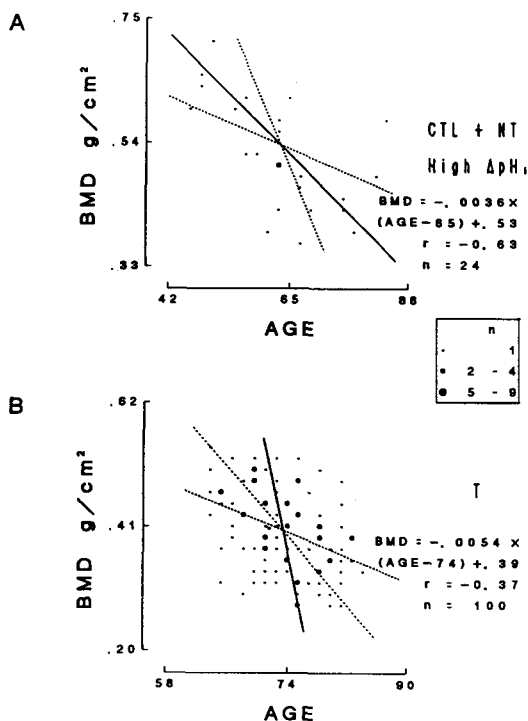 A
.75
.54
.33
BMD g/cm²
42 65 88
AGE
CTL + NT
High ΔpHi
BMD = -.0036 ×
(AGE-65) +.53
r = -0.63
n = 24
n
1
2 - 4
5 - 9
B
.62
.41
.20
BMD g/cm²
58 74 90
AGE
T
BMD = -.0054 ×
(AGE-74) +.39
r = -0.37
n = 100